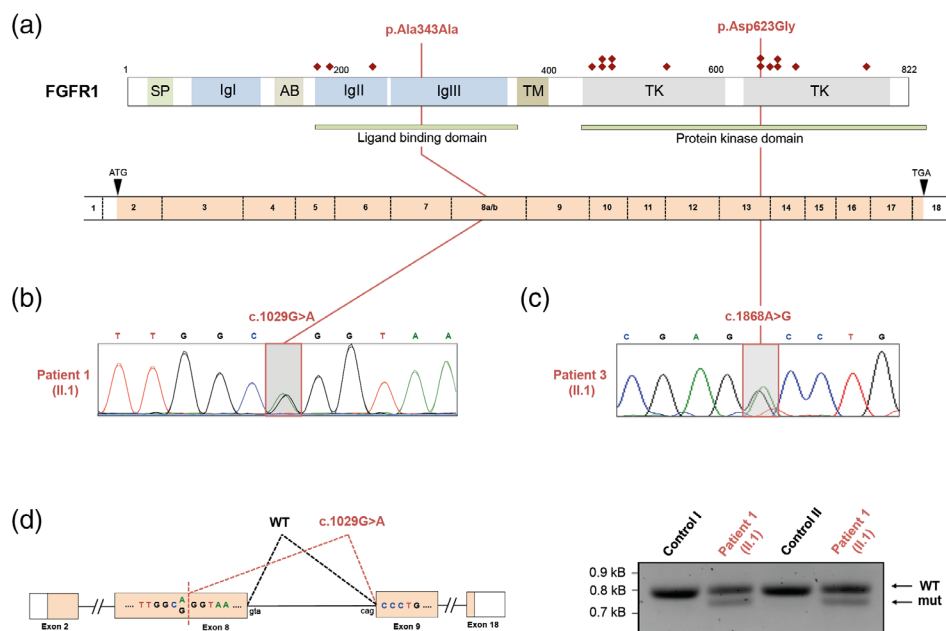 (a)
p.Ala343Ala
p.Asp623Gly
1
200
400
600
822
FGFR1
SP
IgI
AB
IgII
IgIII
TM
TK
TK
Ligand binding domain
Protein kinase domain
ATG
TGA
1
2
3
4
5
6
7
8a/b
9
10
11
12
13
14
15
16
17
18
(b)
c.1029G>A
T T G G C G G T A A
Patient 1
(II.1)
(c)
c.1868A>G
C G A G C C T G
Patient 3
(II.1)
(d)
WT
c.1029G>A
.... TTGGC A/G GGTAA ....
gta
cag
CCCTG ....
Exon 2
Exon 8
Exon 9
Exon 18
Control I
Patient 1
(II.1)
Control II
Patient 1
(II.1)
0.9 kB
0.8 kB
0.7 kB
WT
mut